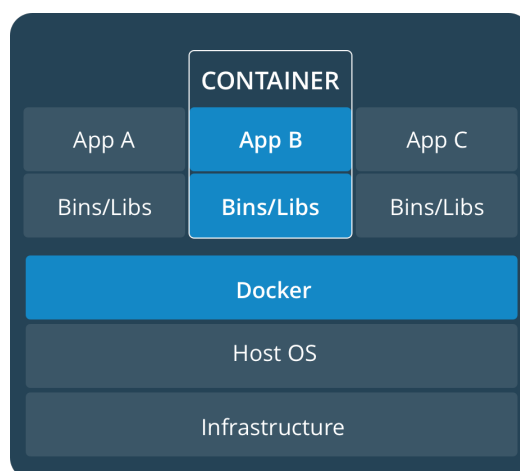 CONTAINER
App A App B App C
Bins/Libs Bins/Libs Bins/Libs
Docker
Host OS
Infrastructure